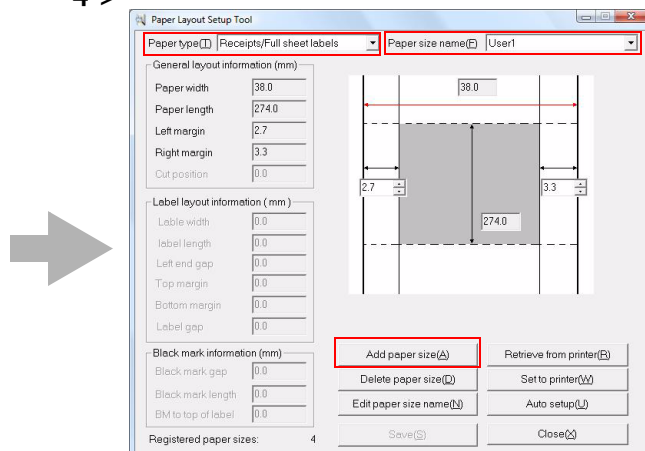 4 >
Paper Layout Setup Tool
Paper type(T) Receipts/Full sheet labels Paper size name(F) User1
General layout information (mm)
Paper width 38.0
Paper length 274.0
Left margin 2.7
Right margin 3.3
Cut position 0.0
Label layout information ( mm )
Lable width 0.0
label length 0.0
Left end gap 0.0
Top margin 0.0
Bottom margin 0.0
Label gap 0.0
Black mark information (mm)
Black mark gap 0.0
Black mark length 0.0
BM to top of label 0.0
Registered paper sizes: 4
38.0
2.7
3.3
274.0
Add paper size(A) Retrieve from printer(R)
Delete paper size(D) Set to printer(W)
Edit paper size name(N) Auto setup(U)
Save(S) Close(X)